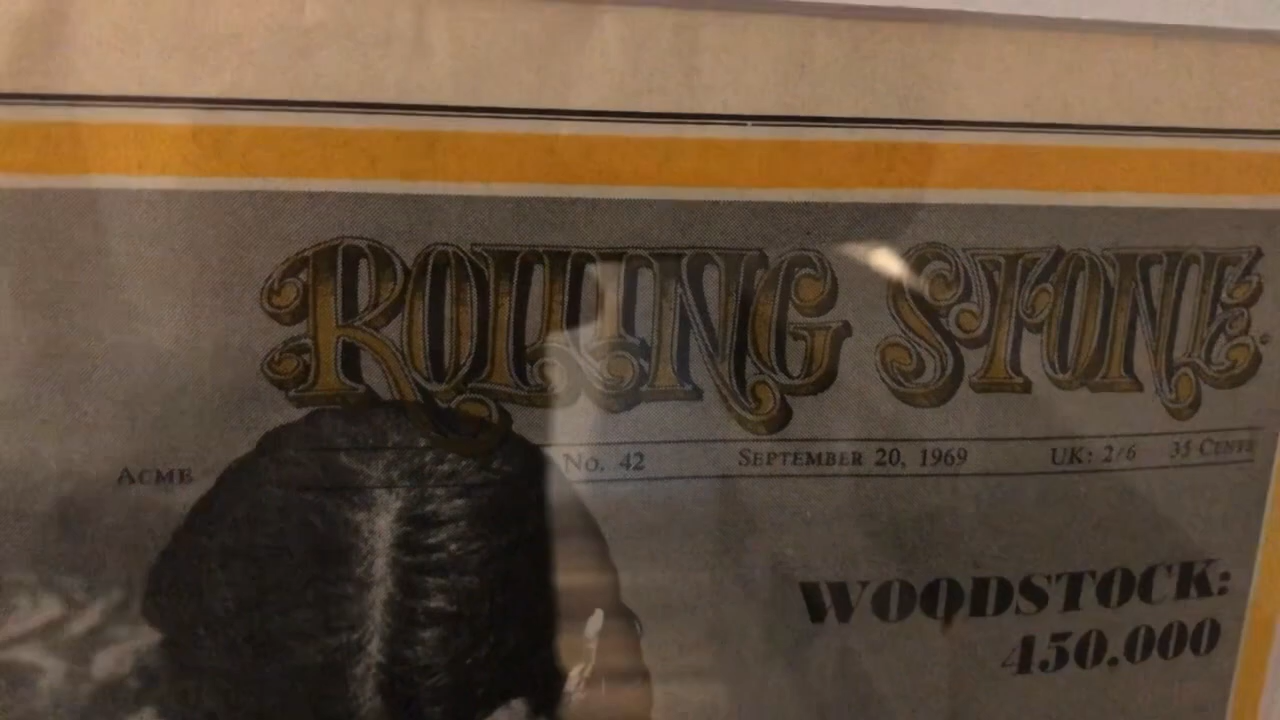 ROLLING STONE
ACME No. 42 SEPTEMBER 20, 1969 UK: 2/6 35 CENTS
WOODSTOCK:
450.000